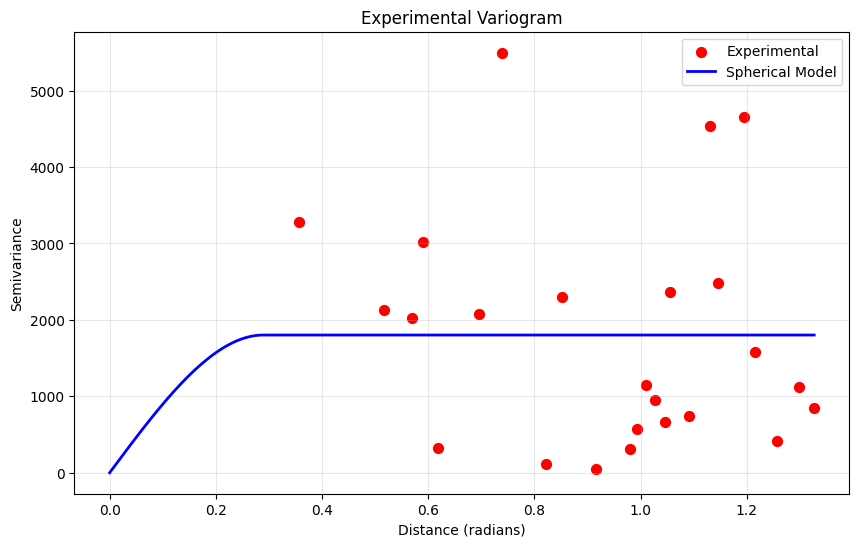 Experimental Variogram
Experimental
Spherical Model
5000
4000
3000
2000
1000
0
Semivariance
0.0
0.2
0.4
0.6
0.8
1.0
1.2
Distance (radians)